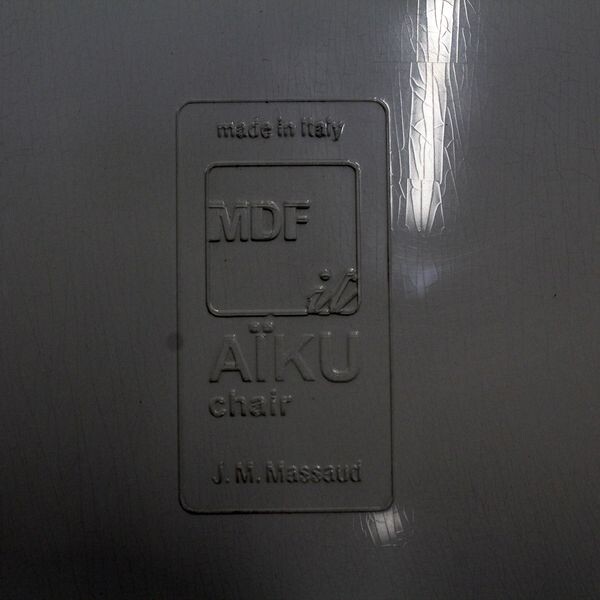 made in italy
MDF
it
AÏKU
chair
J. M. Massaud